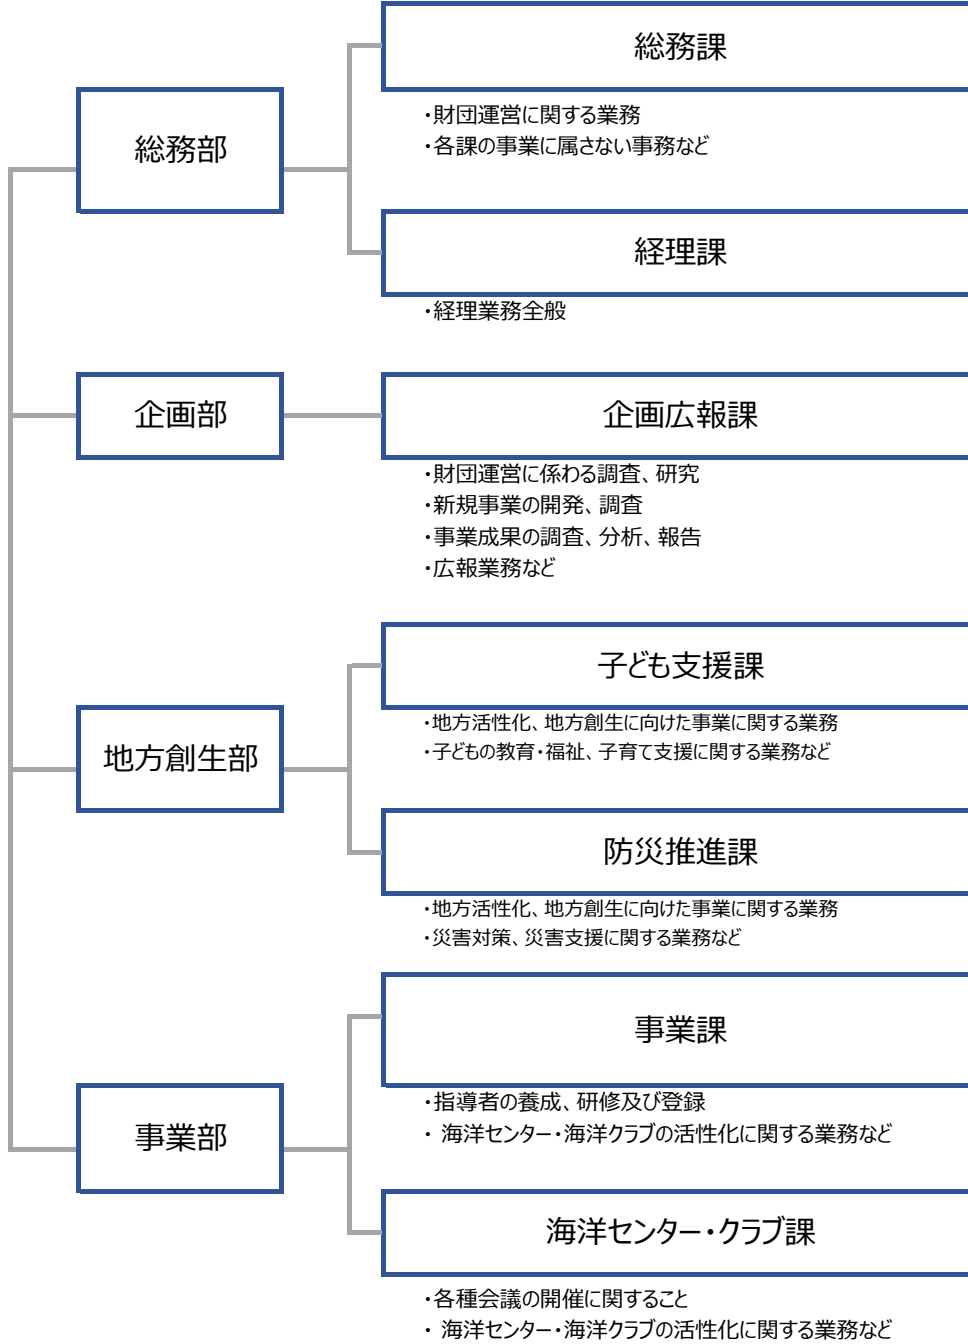 総務部
総務課
・財団運営に関する業務
・各課の事業に属さない事務など
経理課
・経理業務全般
企画部
企画広報課
・財団運営に係わる調査、研究
・新規事業の開発、調査
・事業成果の調査、分析、報告
・広報業務など
地方創生部
子ども支援課
・地方活性化、地方創生に向けた事業に関する業務
・子どもの教育・福祉、子育て支援に関する業務など
防災推進課
・地方活性化、地方創生に向けた事業に関する業務
・災害対策、災害支援に関する業務など
事業部
事業課
・指導者の養成、研修及び登録
・ 海洋センター・海洋クラブの活性化に関する業務など
海洋センター・クラブ課
・各種会議の開催に関すること
・ 海洋センター・海洋クラブの活性化に関する業務など